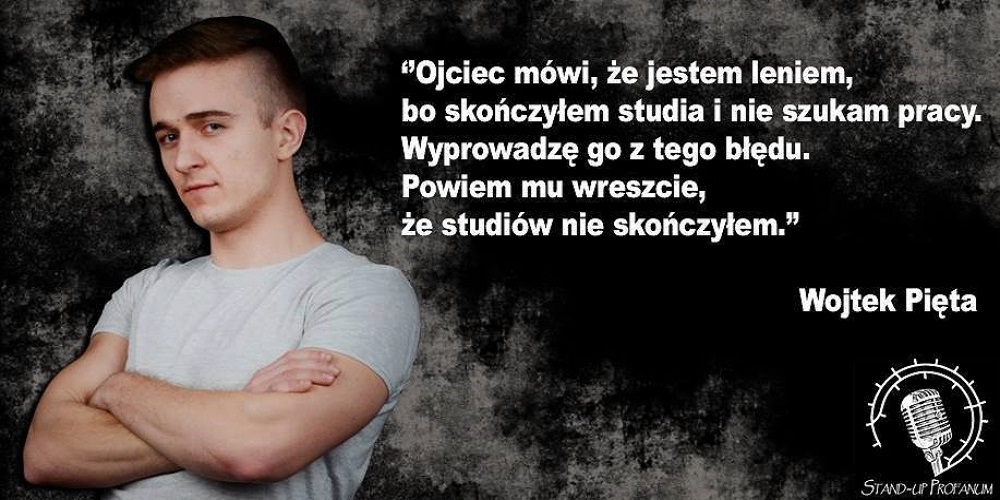 ‘’Ojciec mówi, że jestem leniem,
bo skończyłem studia i nie szukam pracy.
Wyprowadzę go z tego błędu.
Powiem mu wreszcie,
że studiów nie skończyłem.”
Wojtek Pięta
STAND-UP PROFANUM